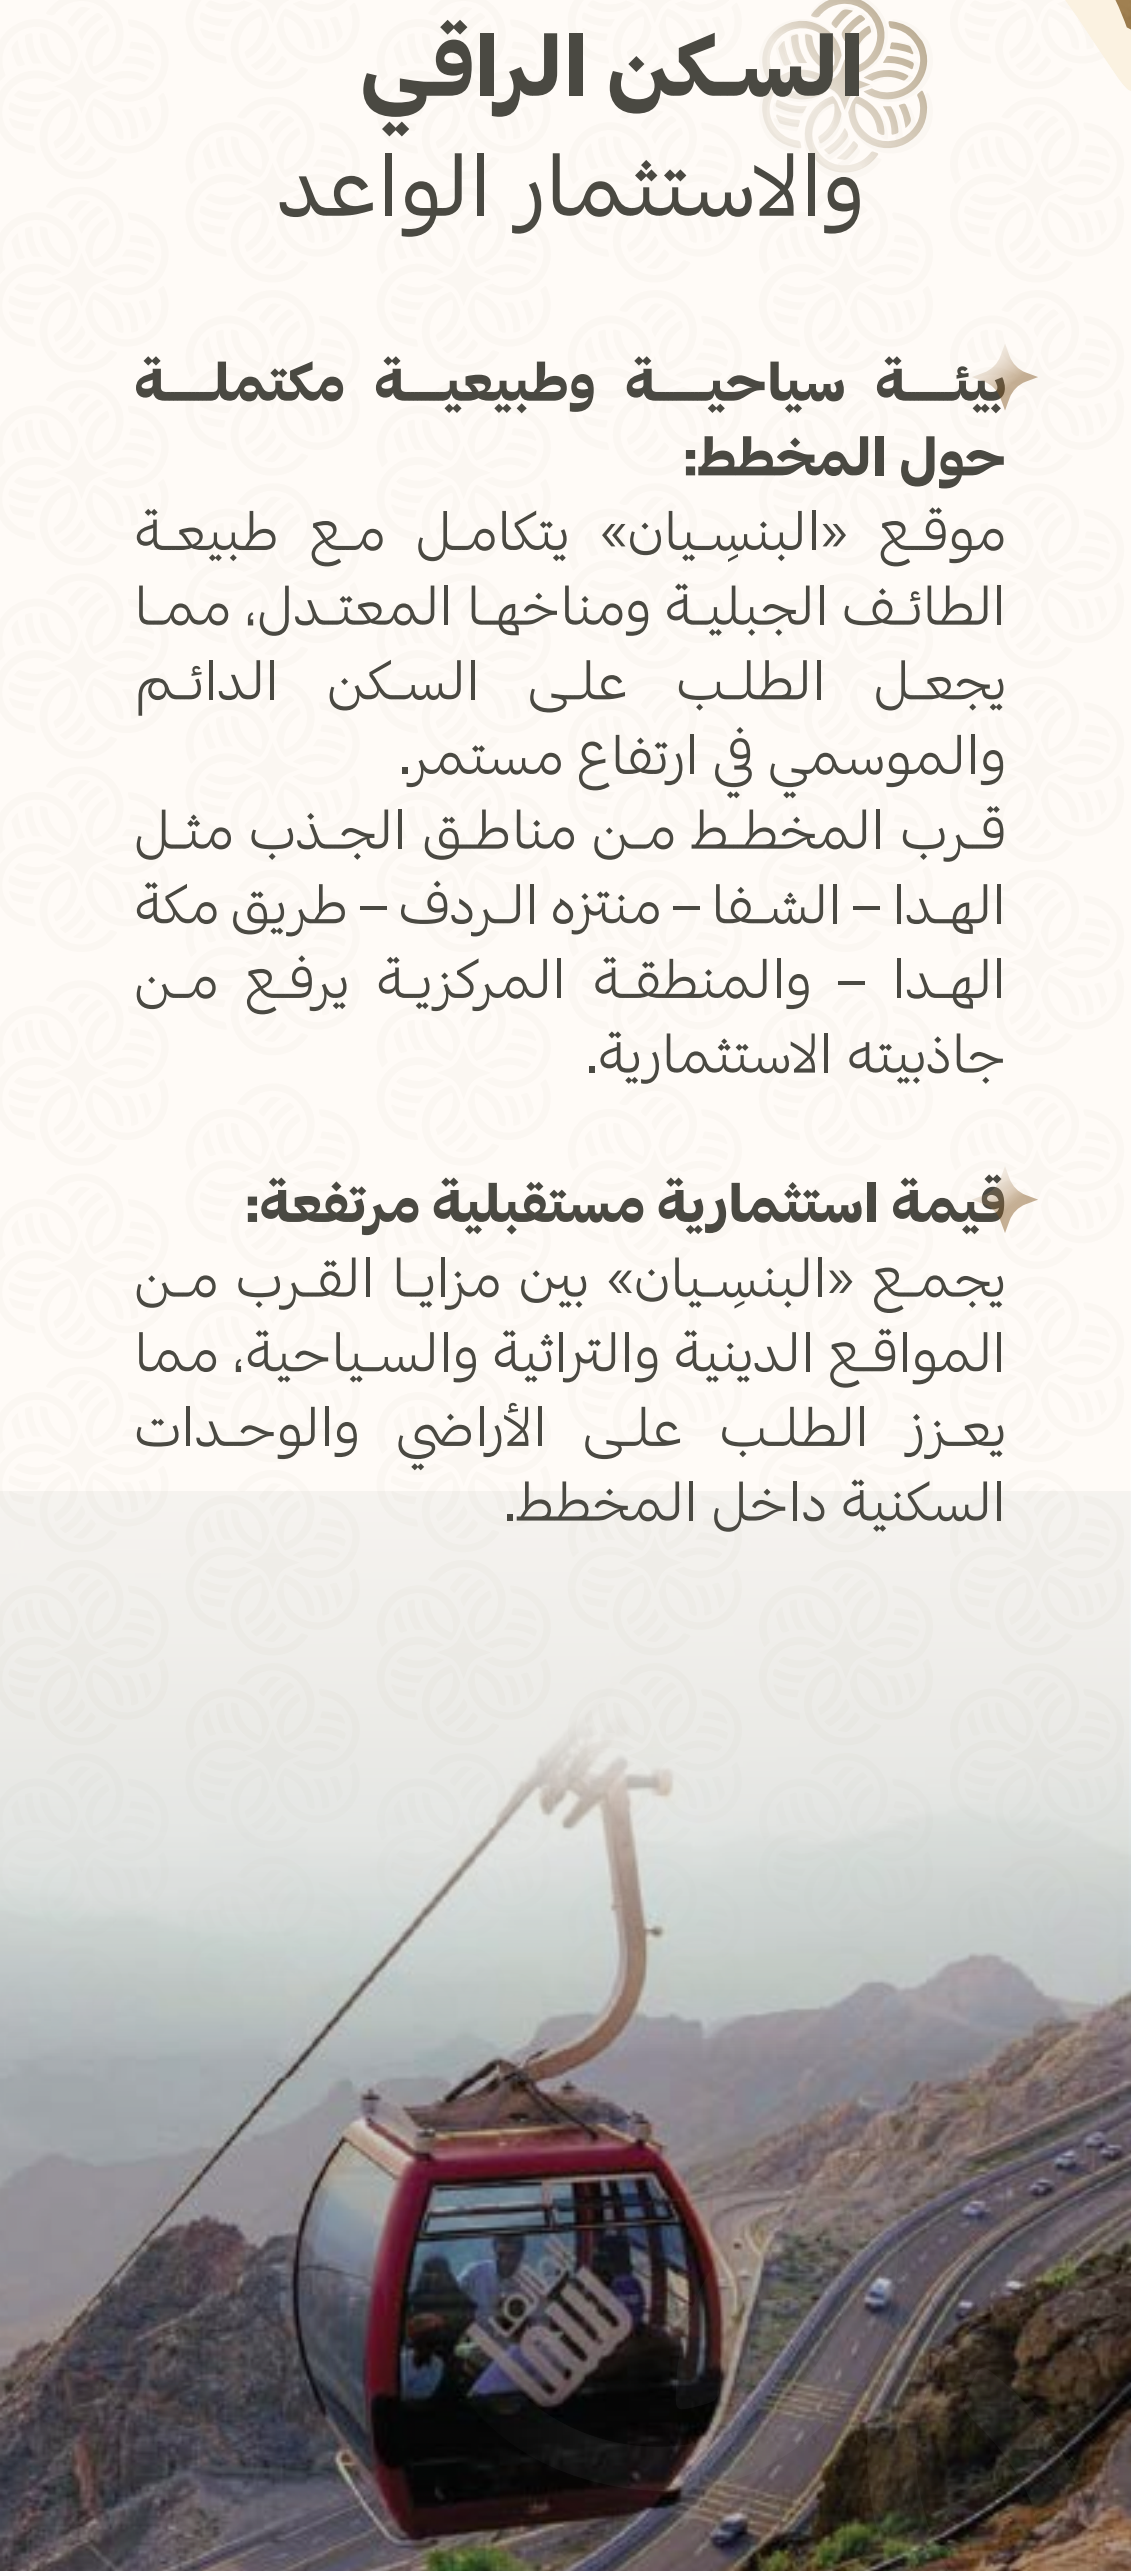 السكن الراقي
والاستثمار الواعد
بيئة سياحية وطبيعية مكتملة
حول المخطط:
موقع «البنسِيان» يتكامل مع طبيعة
الطائف الجبلية ومناخها المعتدل، مما
يجعل الطلب على السكن الدائم
والموسمي في ارتفاع مستمر.
قرب المخطط من مناطق الجذب مثل
الهدا – الشفا – منتزه الردف – طريق مكة
الهدا – والمنطقة المركزية يرفع من
جاذبيته الاستثمارية.
قيمة استثمارية مستقبلية مرتفعة:
يجمع «البنسِيان» بين مزايا القرب من
المواقع الدينية والتراثية والسياحية، مما
يعزز الطلب على الأراضي والوحدات
السكنية داخل المخطط.